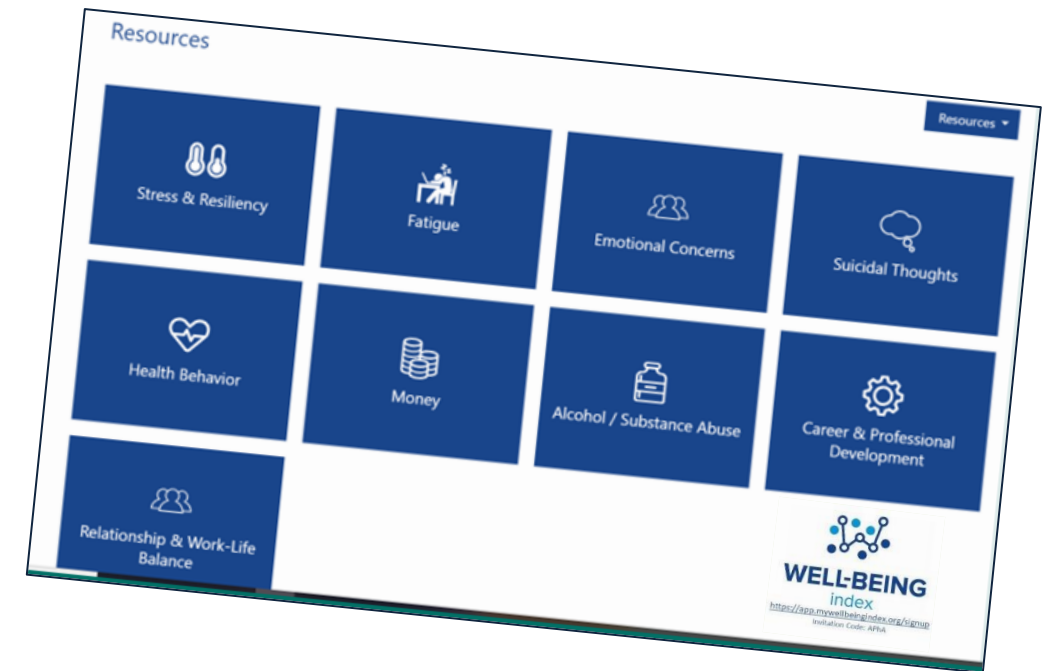 Resources
Resources
Stress & Resiliency
Fatigue
Emotional Concerns
Suicidal Thoughts
Health Behavior
Money
Alcohol / Substance Abuse
Career & Professional
Development
Relationship & Work-Life
Balance
WELL-BEING
index
https://app.mywellbeingindex.org/signup
Invitation Code: APhA